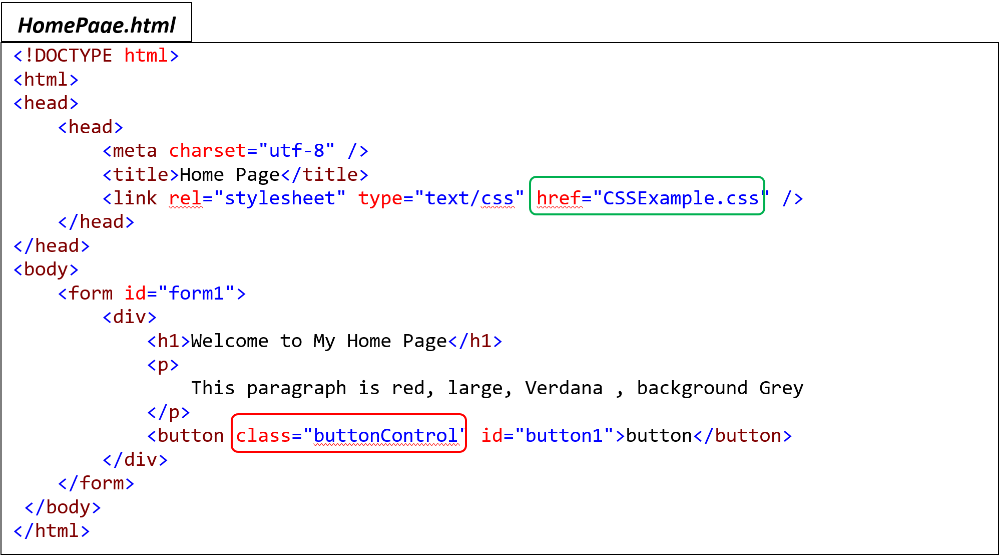 HomePage.html
<!DOCTYPE html>
<html>
<head>
    <head>
        <meta charset="utf-8" />
        <title>Home Page</title>
        <link rel="stylesheet" type="text/css" href="CSSExample.css" />
    </head>
</head>
<body>
    <form id="form1">
        <div>
            <h1>Welcome to My Home Page</h1>
            <p>
                This paragraph is red, large, Verdana , background Grey
            </p>
            <button class="buttonControl" id="button1">button</button>
        </div>
    </form>
 </body>
</html>